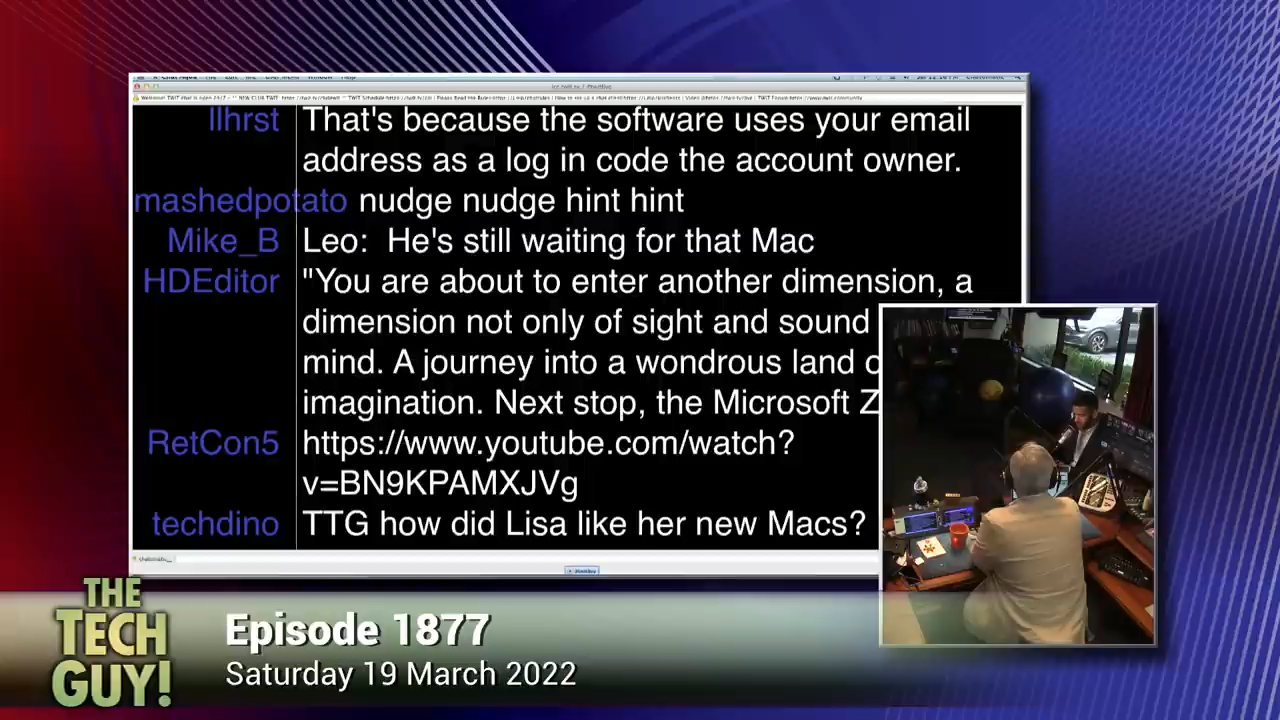 llhrst That's because the software uses your email
address as a log in code the account owner.
mashedpotato nudge nudge hint hint
Mike_B Leo: He's still waiting for that Mac
HDEditor "You are about to enter another dimension, a
dimension not only of sight and sound
mind. A journey into a wondrous land
imagination. Next stop, the Microsoft
RetCon5 https://www.youtube.com/watch?
v=BN9KPAMXJVg
techdino TTG how did Lisa like her new Macs?
THE
TECH
GUY!
Episode 1877
Saturday 19 March 2022